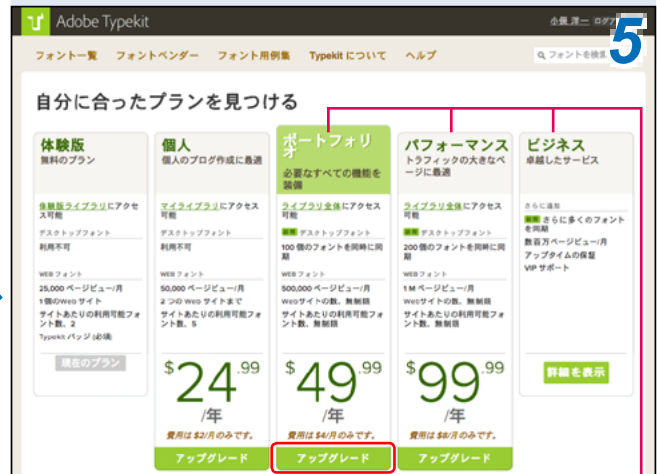 Adobe Typekit
5
フォント一覧 フォントベンダー フォント用例集 Typekit について ヘルプ
フォントを検索
自分に合ったプランを見つける
体験版
無料のプラン
体験版ライブラリにアクセ
ス可能
デスクトップフォント
利用不可
WEB フォント
25,000 ページビュー/月
1 個のWeb サイト
サイトあたりの利用可能フォ
ント数、2
Typekit バッジ (必須)
現在のプラン
個人
個人のブログ作成に最適
マイライブラリにアクセス
可能
デスクトップフォント
利用不可
WEB フォント
50,000 ページビュー/月
2 つの Web サイトまで
サイトあたりの利用可能フォ
ント数、5
$24.99
/年
費用は $2/月のみです。
アップグレード
ポートフォリ
オ
必要なすべての機能を
装備
ライブラリ全体にアクセス
可能
デスクトップフォント
100 個のフォントを同時に同
期
WEB フォント
500,000 ページビュー/月
Webサイトの数、無制限
サイトあたりの利用可能フォ
ント数、無制限
$49.99
/年
費用は $4/月のみです。
アップグレード
パフォーマンス
トラフィックの大きなペ
ージに最適
ライブラリ全体にアクセス
可能
デスクトップフォント
200 個のフォントを同時に同
期
WEB フォント
1 M ページビュー/月
Webサイトの数、無制限
サイトあたりの利用可能フォ
ント数、無制限
$99.99
/年
費用は $8/月のみです。
アップグレード
ビジネス
卓越したサービス
さらに追加
さらに多くのフォント
を同期
数百万ページビュー/月
アップタイムの保証
VIP サポート
詳細を表示